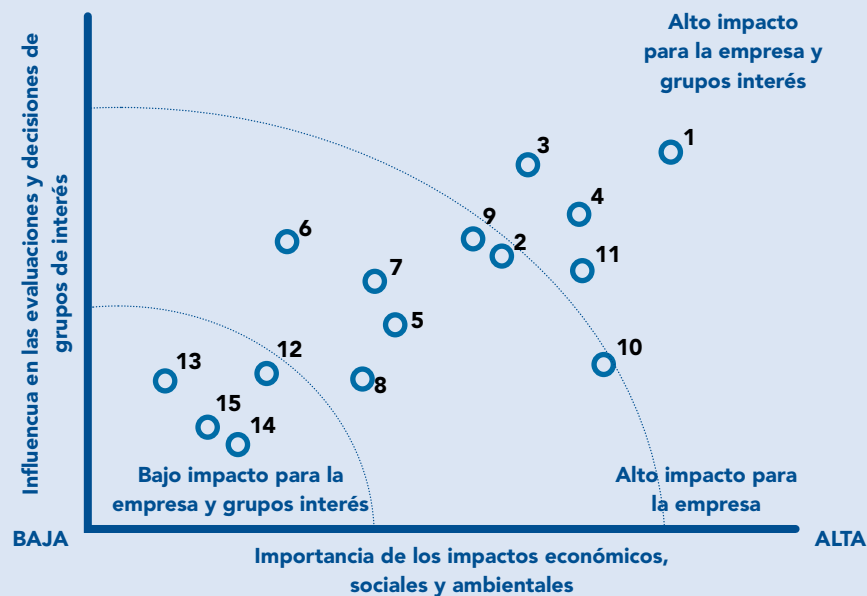 Influencua en las evaluaciones y decisiones de
grupos de interés
Alto impacto
para la empresa y
grupos interés
1
3
4
9
2
6
11
7
5
10
12
13
8
15
14
Bajo impacto para la
empresa y grupos interés
Alto impacto para
la empresa
BAJA
ALTA
Importancia de los impactos económicos,
sociales y ambientales